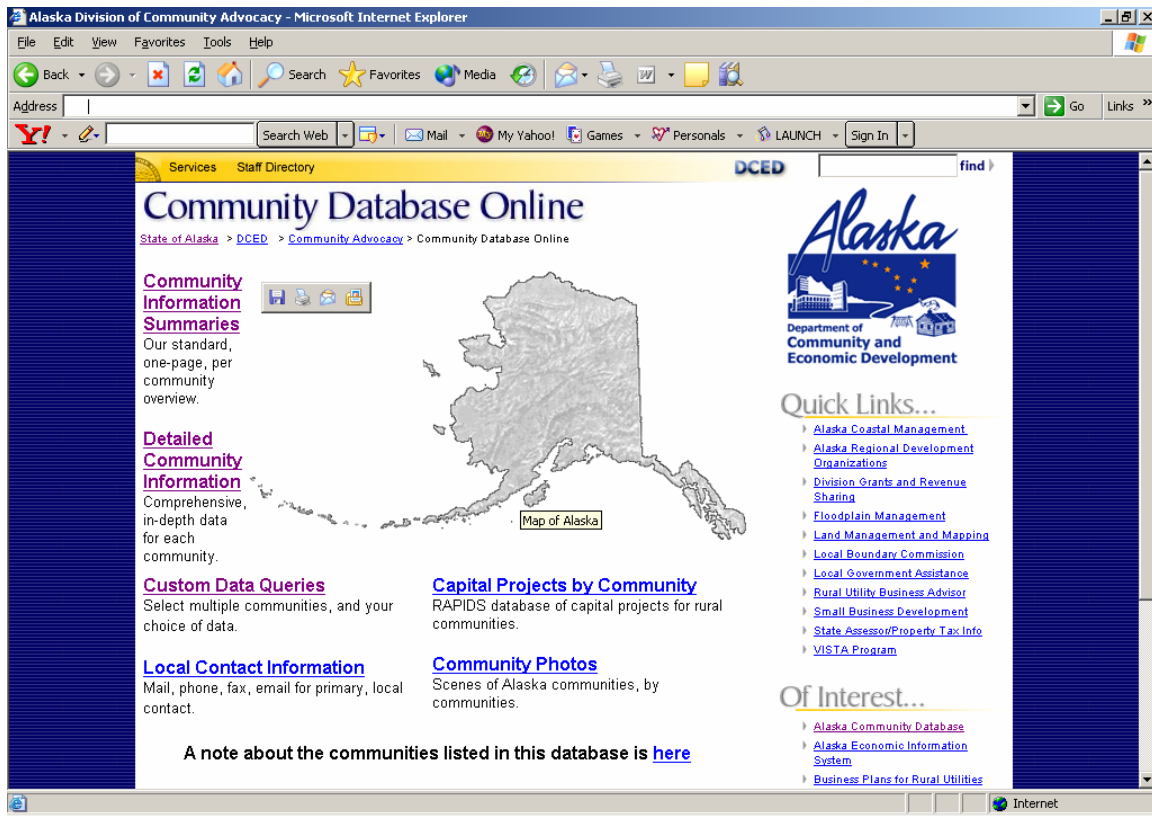 Alaska Division of Community Advocacy - Microsoft Internet Explorer
File Edit View Favorites Tools Help
Back Search Favorites Media
Address Go Links »
Y! Search Web Mail My Yahoo! Games Personals LAUNCH Sign In
Services Staff Directory DCED find
Community Database Online
State of Alaska > DCED > Community Advocacy > Community Database Online
Community
Information
Summaries
Our standard,
one-page, per
community
overview.
Detailed
Community
Information
Comprehensive,
in-depth data
for each
community.
Map of Alaska
Custom Data Queries
Select multiple communities, and your
choice of data.
Capital Projects by Community
RAPIDS database of capital projects for rural
communities.
Local Contact Information
Mail, phone, fax, email for primary, local
contact.
Community Photos
Scenes of Alaska communities, by
communities.
A note about the communities listed in this database is here
Alaska
Department of
Community and
Economic Development
Quick Links...
Alaska Coastal Management
Alaska Regional Development
Organizations
Division Grants and Revenue
Sharing
Floodplain Management
Land Management and Mapping
Local Boundary Commission
Local Government Assistance
Rural Utility Business Advisor
Small Business Development
State Assessor/Property Tax Info
VISTA Program
Of Interest...
Alaska Community Database
Alaska Economic Information
System
Business Plans for Rural Utilities
Internet